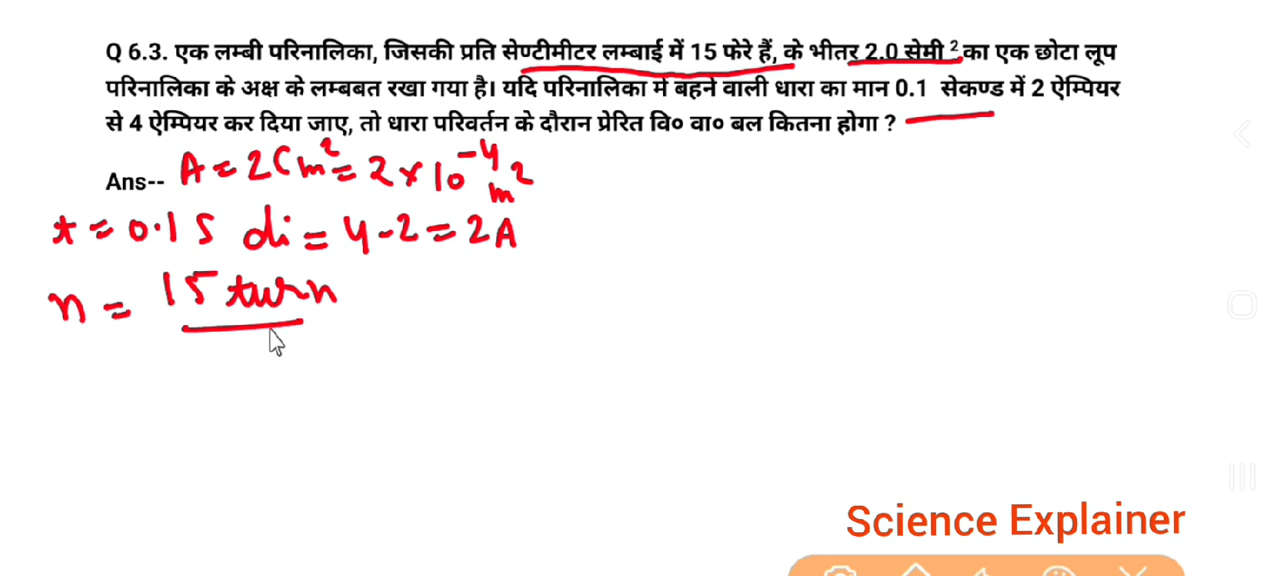 Q 6.3. एक लम्बी परिनालिका, जिसकी प्रति सेण्टीमीटर लम्बाई में 15 फेरे हैं, के भीतर 2.0 सेमी ² का एक छोटा लूप
परिनालिका के अक्ष के लम्बबत रखा गया है। यदि परिनालिका में बहने वाली धारा का मान 0.1 सेकण्ड में 2 ऐम्पियर
से 4 ऐम्पियर कर दिया जाए, तो धारा परिवर्तन के दौरान प्रेरित वि० वा० बल कितना होगा ?
Ans-- A = 2Cm² = 2 × 10⁻⁴ m²
t = 0.1 S di = 4-2 = 2A
n = 15 turn
Science Explainer